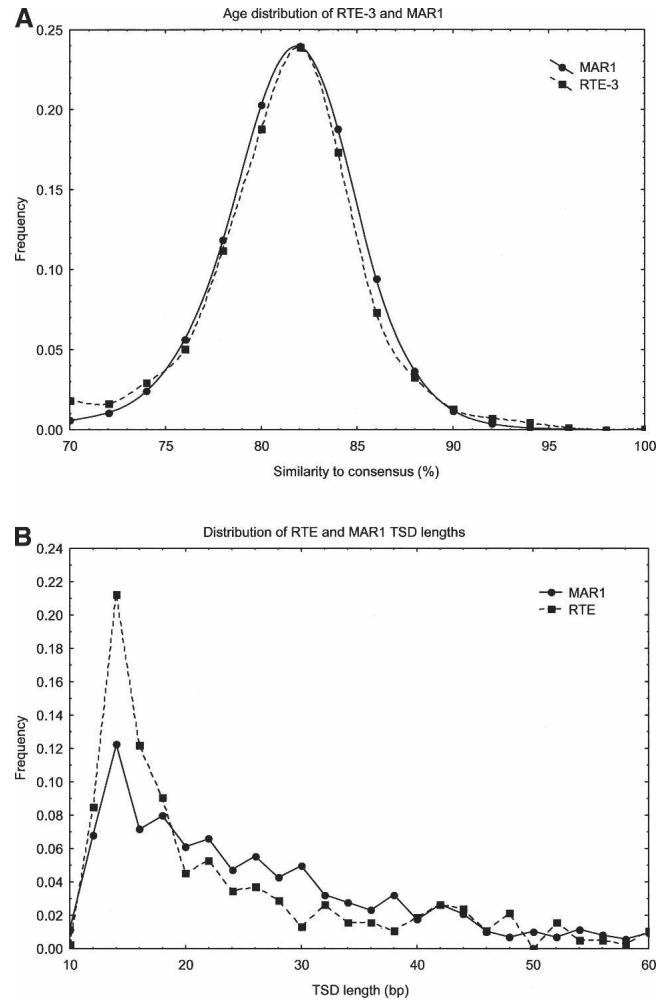 A
Age distribution of RTE-3 and MAR1
0.25
0.20
0.15
0.10
0.05
0.00
Frequency
MAR1
RTE-3
70 75 80 85 90 95 100
Similarity to consensus (%)
B
Distribution of RTE and MAR1 TSD lengths
0.24
0.22
0.20
0.18
0.16
0.14
0.12
0.10
0.08
0.06
0.04
0.02
0.00
Frequency
MAR1
RTE
10 20 30 40 50 60
TSD length (bp)